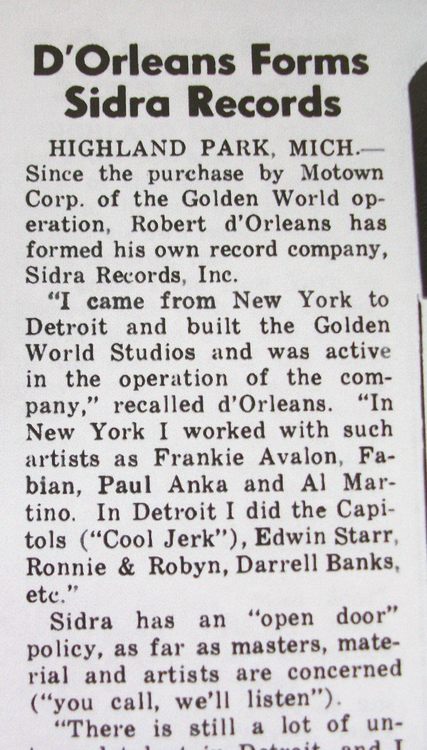 D'Orleans Forms
Sidra Records
HIGHLAND PARK, MICH.—
Since the purchase by Motown
Corp. of the Golden World op-
eration, Robert d'Orleans has
formed his own record company,
Sidra Records, Inc.
"I came from New York to
Detroit and built the Golden
World Studios and was active
in the operation of the com-
pany," recalled d'Orleans. "In
New York I worked with such
artists as Frankie Avalon, Fa-
bian, Paul Anka and Al Mar-
tino. In Detroit I did the Capi-
tols ("Cool Jerk"), Edwin Starr,
Ronnie & Robyn, Darrell Banks,
etc."
Sidra has an "open door"
policy, as far as masters, mate-
rial and artists are concerned
("you call, we'll listen").
"There is still a lot of un-
in Detroit and I